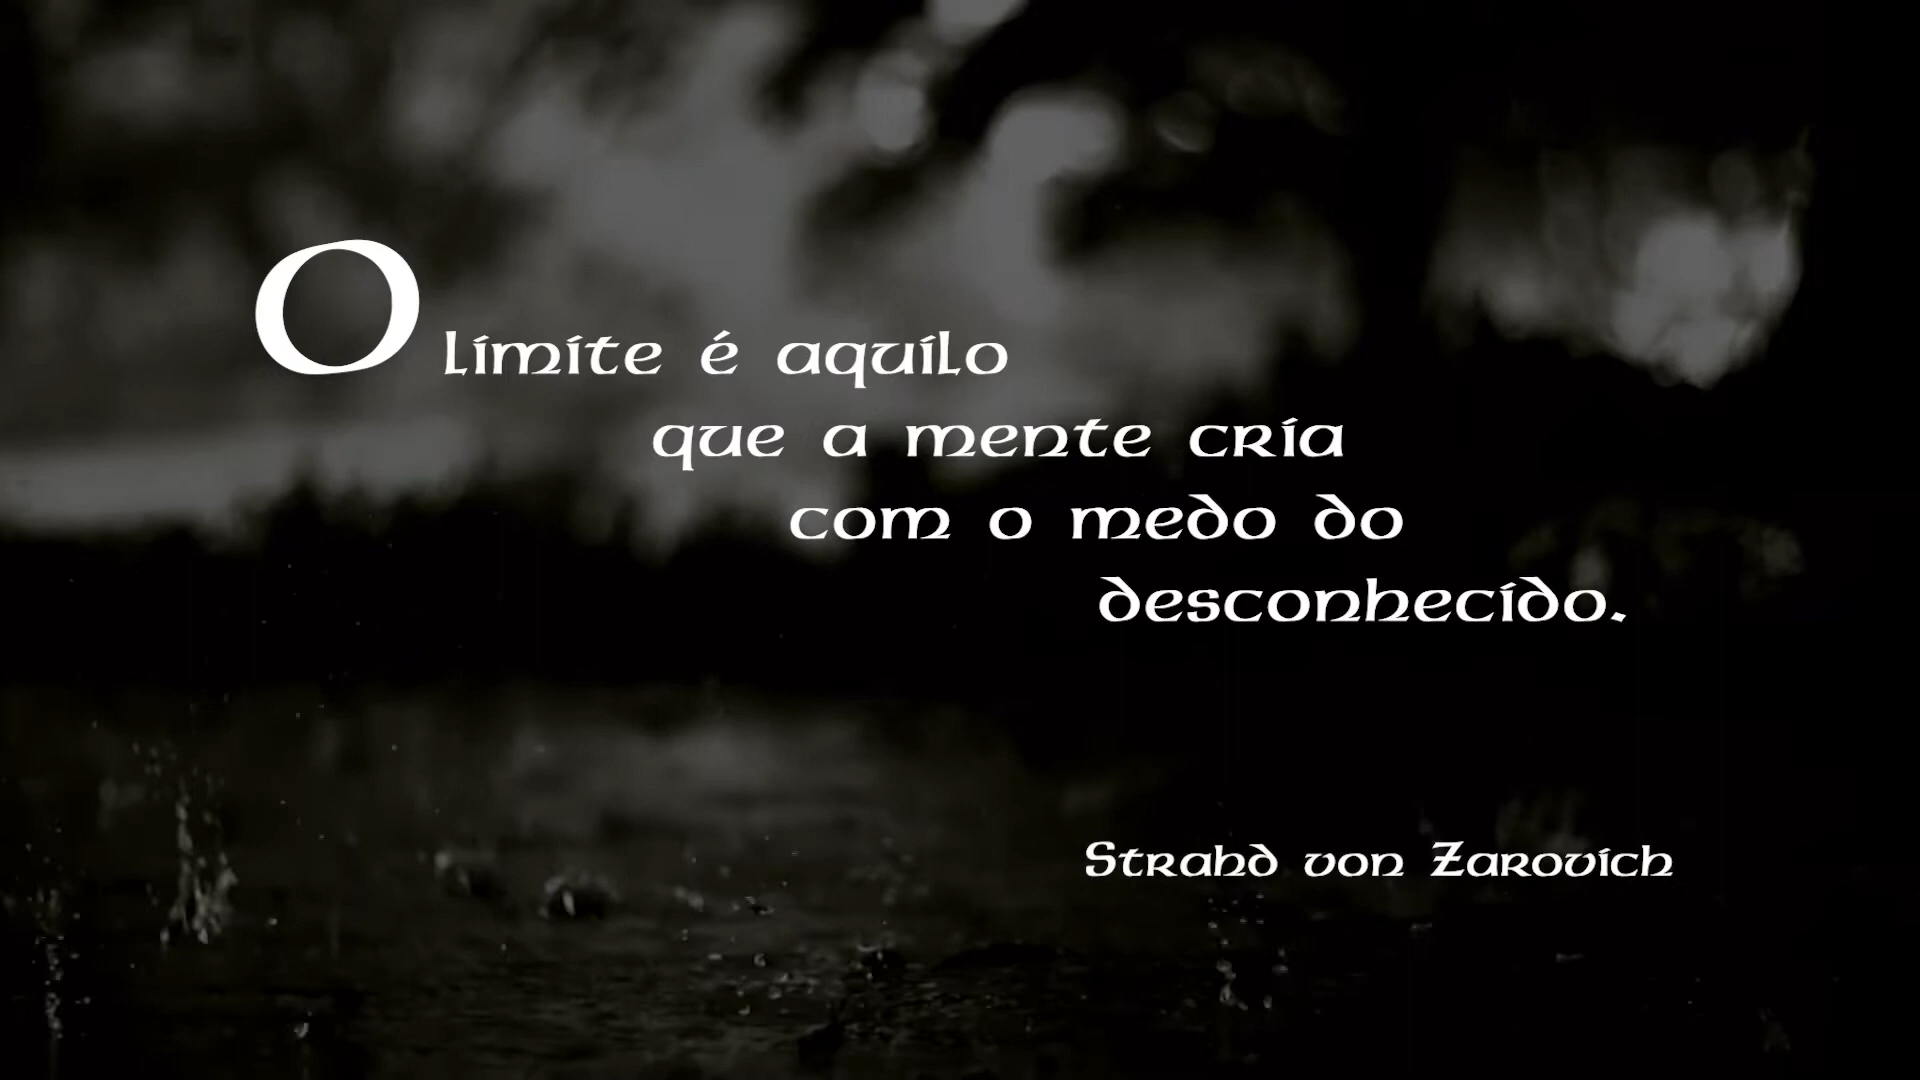 O limite é aquilo
que a mente cria
com o medo do
desconhecido.
Strahd von Zarovich